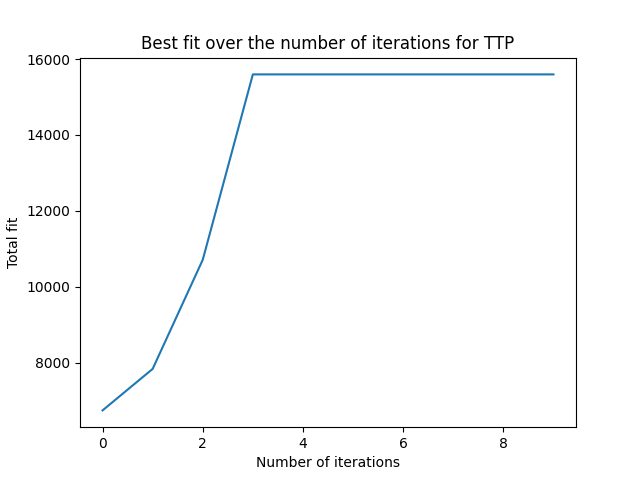 Best fit over the number of iterations for TTP
16000
14000
12000
10000
8000
Total fit
0 2 4 6 8
Number of iterations